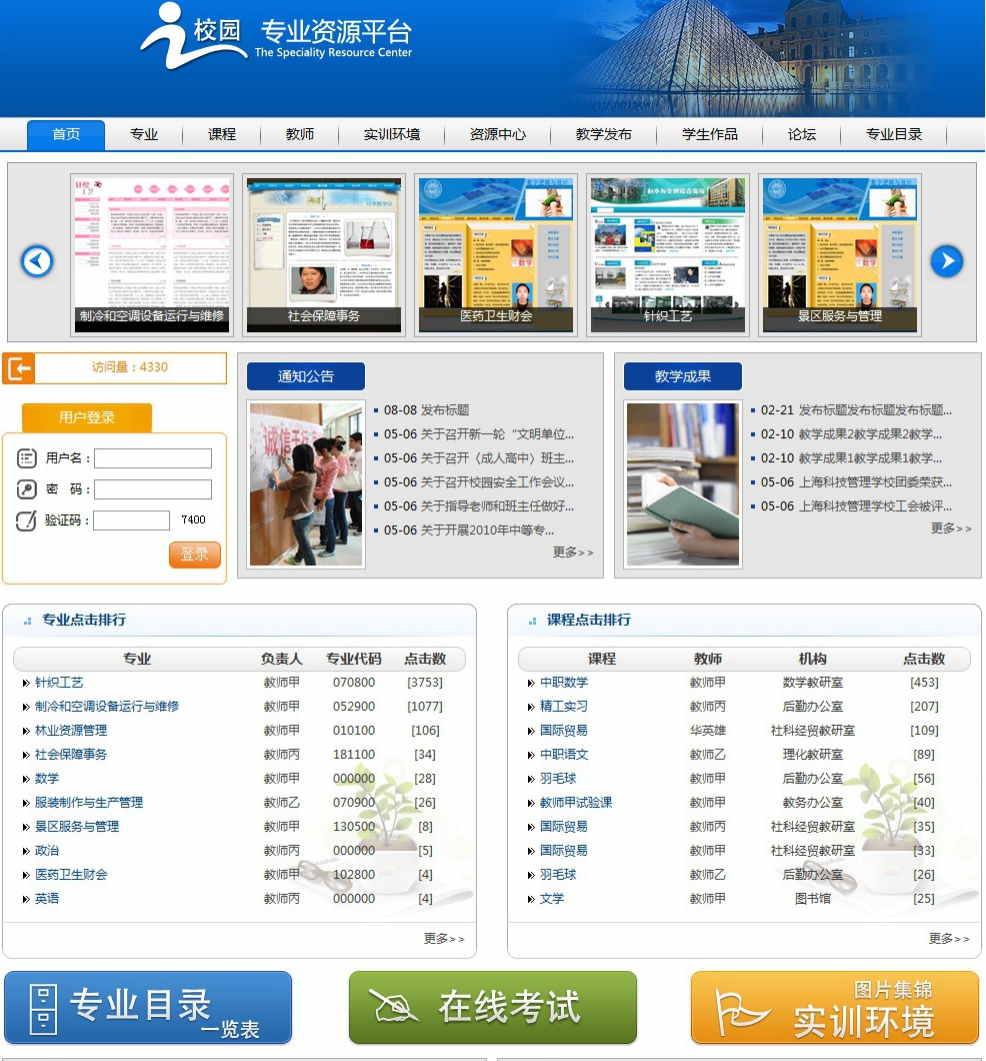 校园 专业资源平台
The Speciality Resource Center
首页 专业 课程 教师 实训环境 资源中心 教学发布 学生作品 论坛 专业目录
制冷和空调设备运行与维修 社会保障事务 医药卫生财会 针织工艺 景区服务与管理
访问量：4330
用户登录
用户名：
密 码：
验证码： 7400
登录
通知公告
08-08 发布标题
05-06 关于召开新一轮“文明单位...
05-06 关于召开（成人高中）班主...
05-06 关于召开校园安全工作会议...
05-06 关于指导老师和班主任做好...
05-06 关于开展2010年中等专...
更多>>
教学成果
02-21 发布标题发布标题发布标题...
02-10 教学成果2教学成果2教学...
02-10 教学成果1教学成果1教学...
05-06 上海科技管理学校团委荣获...
05-06 上海科技管理学校工会被评...
更多>>
专业点击排行
专业 负责人 专业代码 点击数
针织工艺 教师甲 070800 [3753]
制冷和空调设备运行与维修 教师甲 052900 [1077]
林业资源管理 教师甲 010100 [106]
社会保障事务 教师丙 181100 [34]
数学 教师甲 000000 [28]
服装制作与生产管理 教师乙 070900 [26]
景区服务与管理 教师甲 130500 [8]
政治 教师丙 000000 [5]
医药卫生财会 教师甲 102800 [4]
英语 教师丙 000000 [4]
更多>>
课程点击排行
课程 教师 机构 点击数
中职数学 教师甲 数学教研室 [453]
精工实习 教师丙 后勤办公室 [207]
国际贸易 华英雄 社科经贸教研室 [109]
中职语文 教师乙 理化教研室 [89]
羽毛球 教师甲 后勤办公室 [56]
教师甲试验课 教师甲 教务办公室 [40]
国际贸易 教师丙 社科经贸教研室 [35]
国际贸易 教师甲 社科经贸教研室 [33]
羽毛球 教师乙 后勤办公室 [26]
文学 教师甲 图书馆 [25]
更多>>
专业目录
一览表
在线考试
图片集锦
实训环境